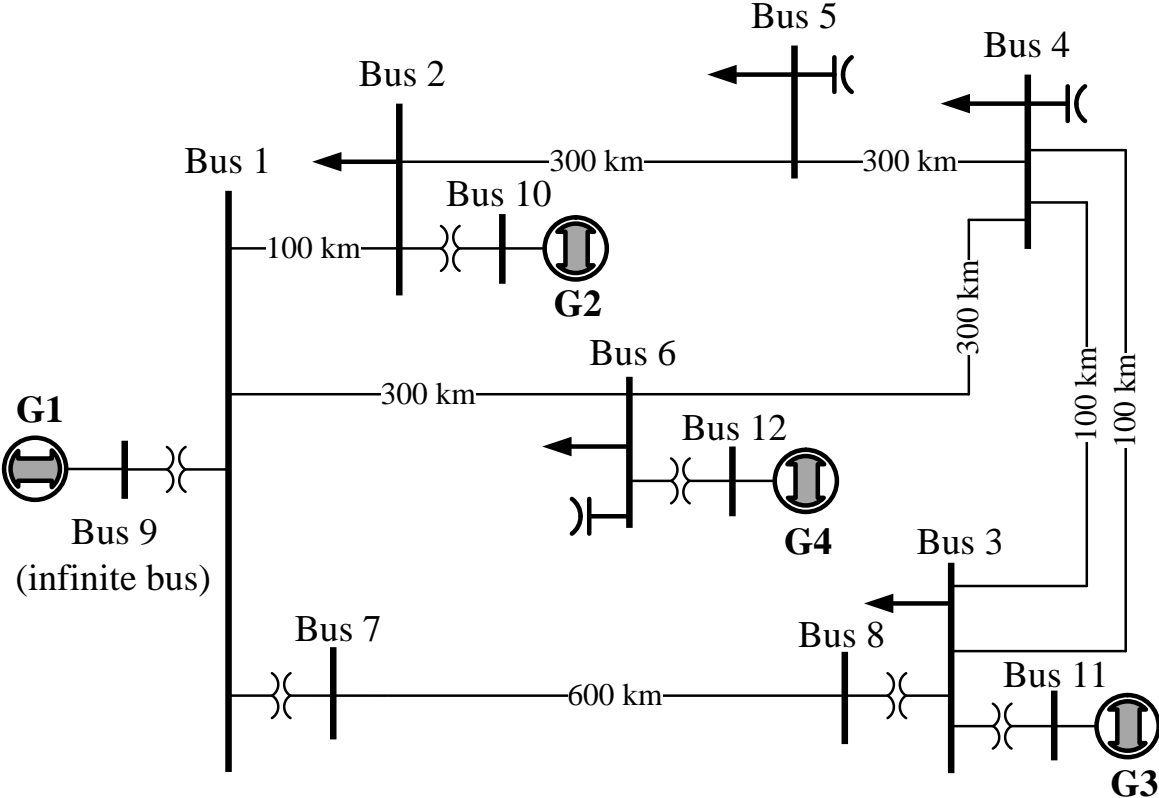 Bus 5
Bus 4
Bus 2
Bus 1
300 km
300 km
Bus 10
100 km
G2
300 km
Bus 6
100 km
100 km
300 km
G1
Bus 12
Bus 9
(infinite bus)
G4
Bus 3
Bus 7
Bus 8
600 km
Bus 11
G3